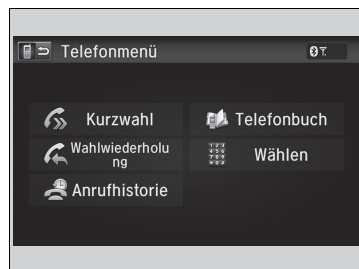 Telefonmenü
Kurzwahl
Telefonbuch
Wahlwiederholu
ng
Wählen
Anrufhistorie